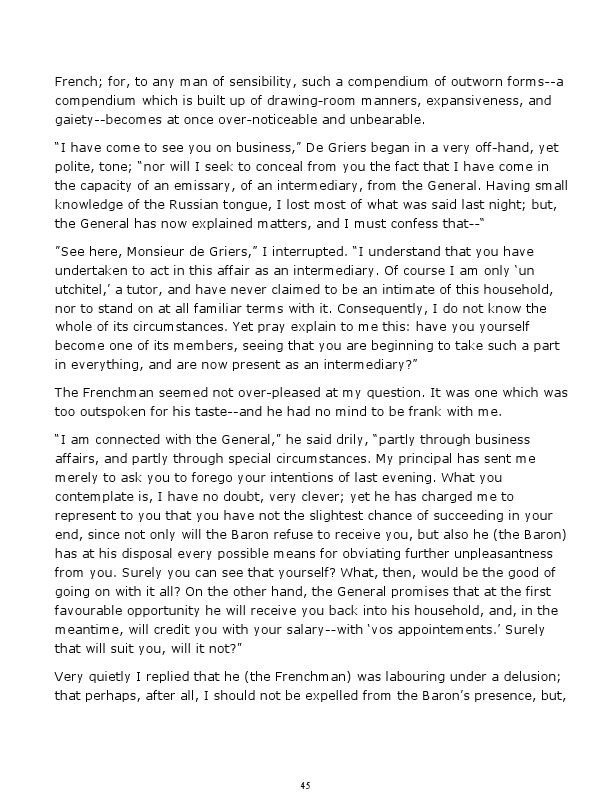 French; for, to any man of sensibility, such a compendium of outworn forms--a
compendium which is built up of drawing-room manners, expansiveness, and
gaiety--becomes at once over-noticeable and unbearable.
“I have come to see you on business,” De Griers began in a very off-hand, yet
polite, tone; “nor will I seek to conceal from you the fact that I have come in
the capacity of an emissary, of an intermediary, from the General. Having small
knowledge of the Russian tongue, I lost most of what was said last night; but,
the General has now explained matters, and I must confess that--“
”See here, Monsieur de Griers,” I interrupted. “I understand that you have
undertaken to act in this affair as an intermediary. Of course I am only ‘un
utchitel,’ a tutor, and have never claimed to be an intimate of this household,
nor to stand on at all familiar terms with it. Consequently, I do not know the
whole of its circumstances. Yet pray explain to me this: have you yourself
become one of its members, seeing that you are beginning to take such a part
in everything, and are now present as an intermediary?”
The Frenchman seemed not over-pleased at my question. It was one which was
too outspoken for his taste--and he had no mind to be frank with me.
“I am connected with the General,” he said drily, “partly through business
affairs, and partly through special circumstances. My principal has sent me
merely to ask you to forego your intentions of last evening. What you
contemplate is, I have no doubt, very clever; yet he has charged me to
represent to you that you have not the slightest chance of succeeding in your
end, since not only will the Baron refuse to receive you, but also he (the Baron)
has at his disposal every possible means for obviating further unpleasantness
from you. Surely you can see that yourself? What, then, would be the good of
going on with it all? On the other hand, the General promises that at the first
favourable opportunity he will receive you back into his household, and, in the
meantime, will credit you with your salary--with ‘vos appointements.’ Surely
that will suit you, will it not?”
Very quietly I replied that he (the Frenchman) was labouring under a delusion;
that perhaps, after all, I should not be expelled from the Baron’s presence, but,
45